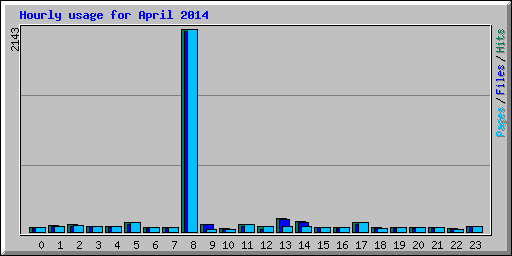 Hourly usage for April 2014
2143
Pages/Files/Hits
0 1 2 3 4 5 6 7 8 9 10 11 12 13 14 15 16 17 18 19 20 21 22 23